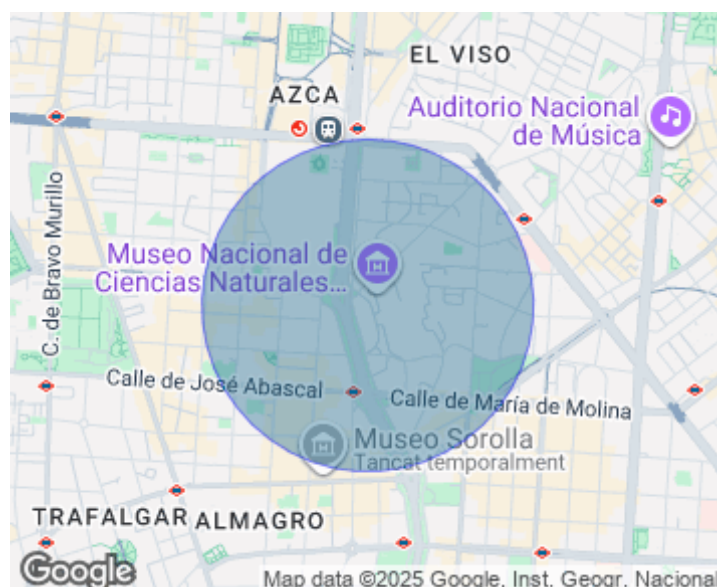 EL VISO
AZCA
Auditorio Nacional
de Música
C. de Bravo Murillo
Museo Nacional de
Ciencias Naturales...
Calle de José Abascal
Calle de María de Molina
Museo Sorolla
Tancat temporalment
TRAFALGAR
ALMAGRO
Google
Map data ©2025 Google, Inst. Geogr. Nacional